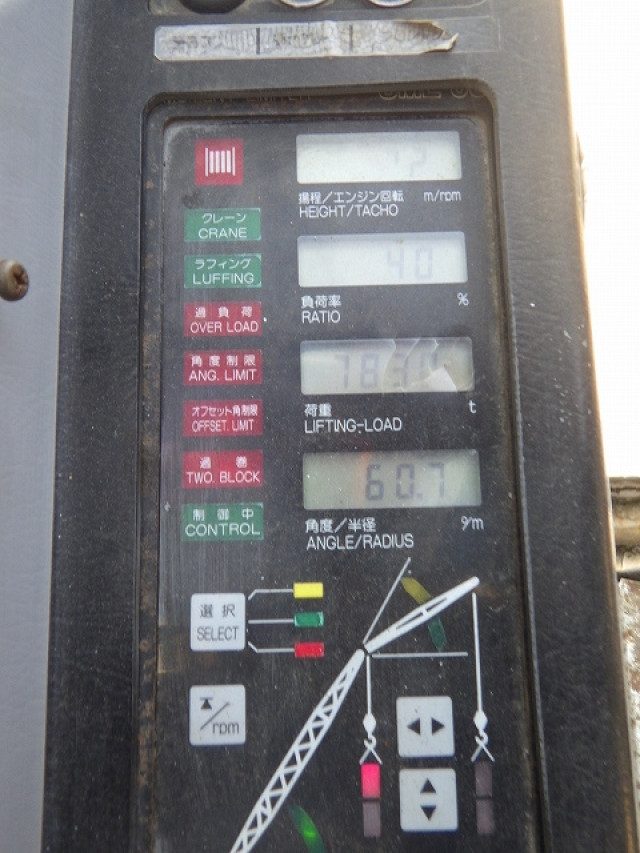 揚程/エンジン回転 m/rpm
HEIGHT/TACHO
クレーン
CRANE
40
ラフィング
LUFFING
負荷率 %
RATIO
過負荷
OVER LOAD
角度制限
ANG. LIMIT
荷重 t
LIFTING-LOAD
オフセット角制限
OFFSET. LIMIT
60.7
過巻
TWO. BLOCK
制御中
CONTROL
角度/半径 °/m
ANGLE/RADIUS
選択
SELECT
rpm